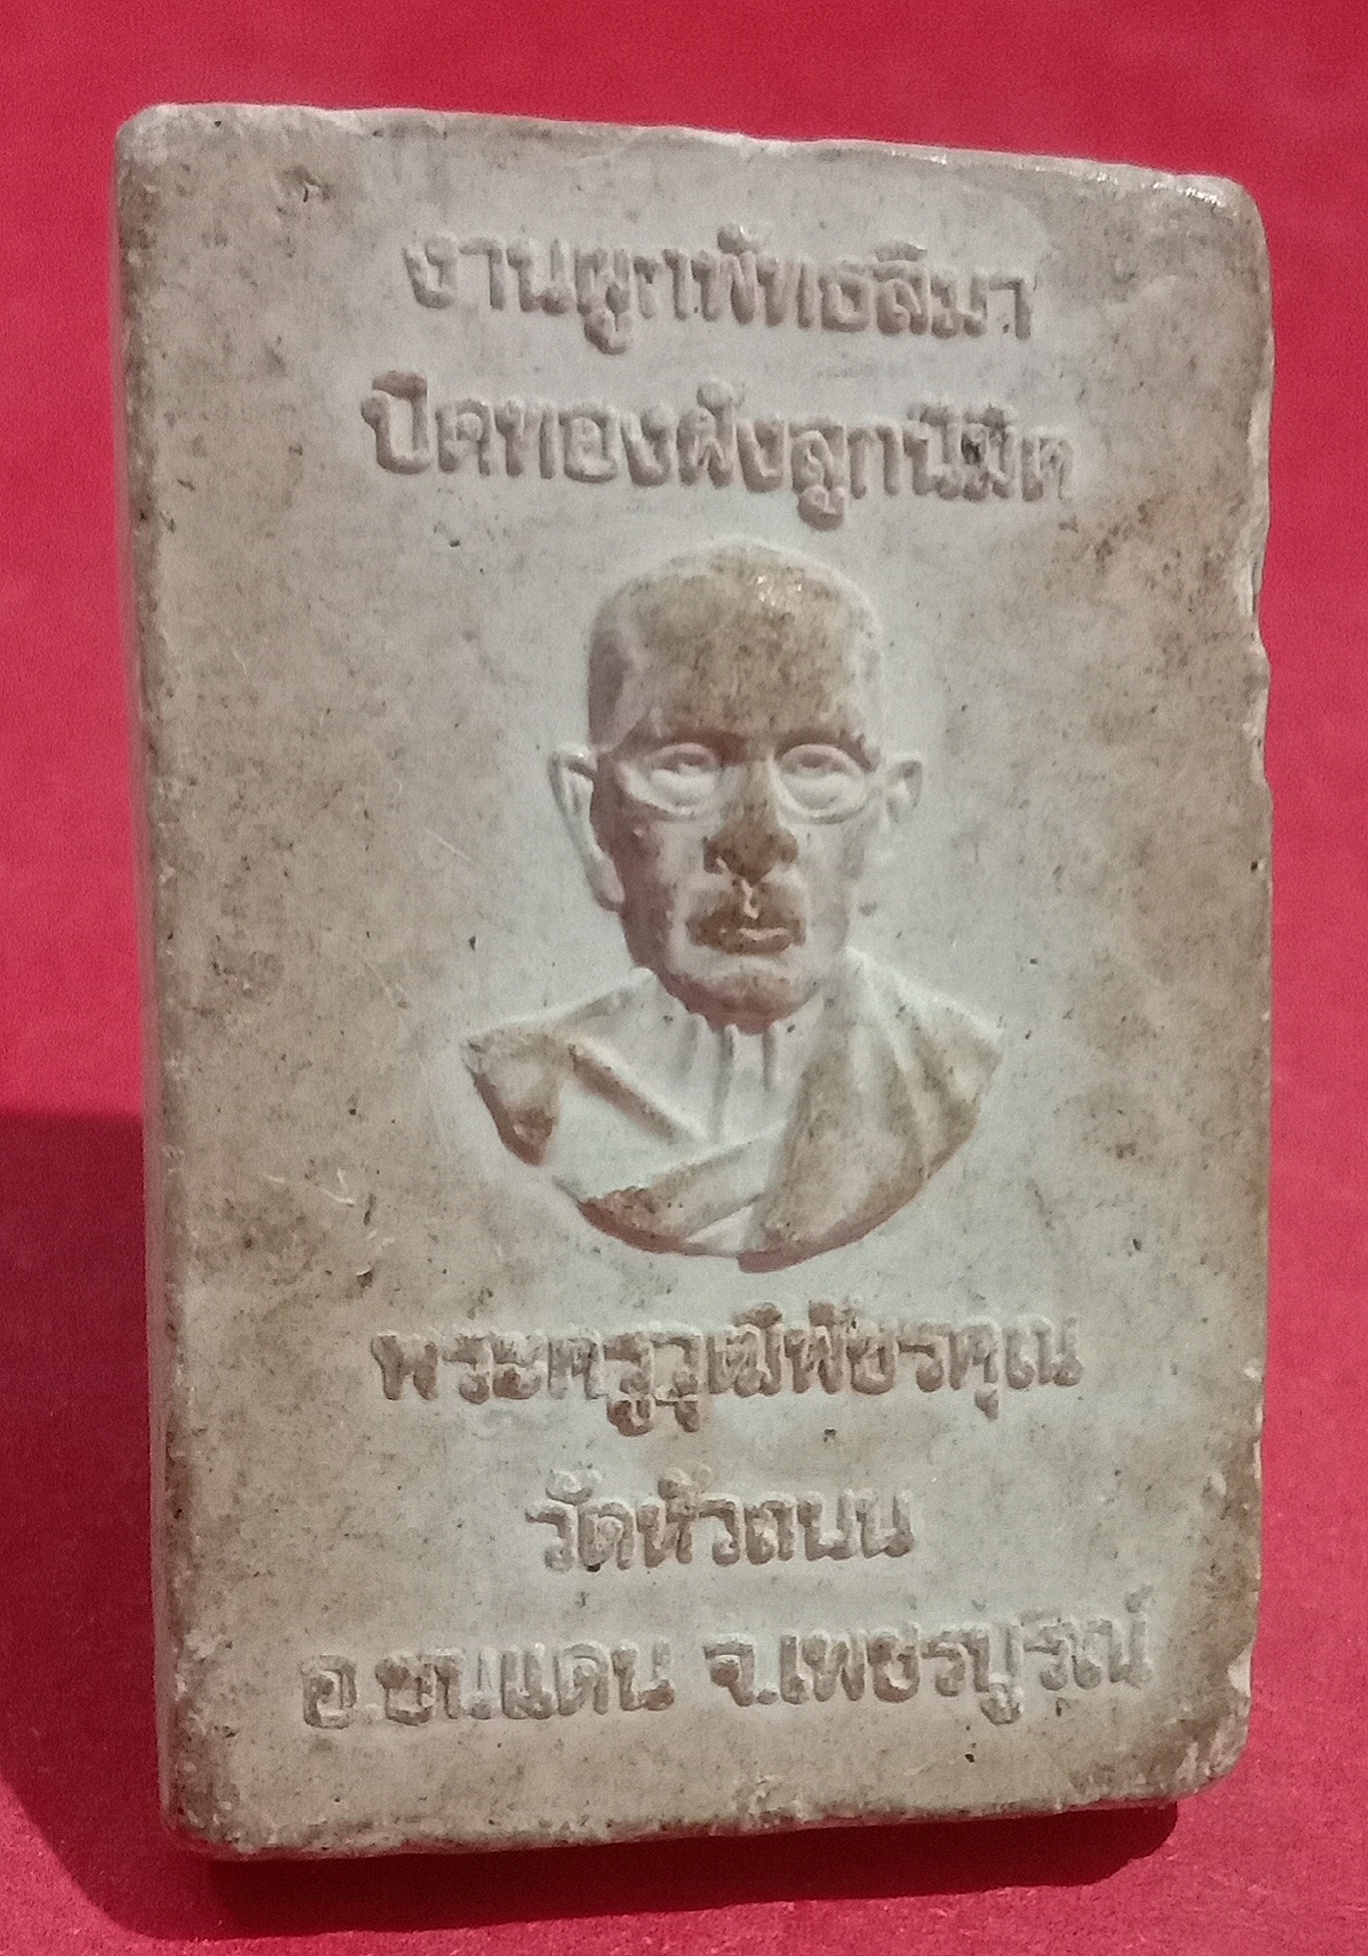 งานผูกพัทธสีมา
ปิดทองฝังลูกนิมิต
พระครูวุฒิพัชรคุณ
วัดหัวถนน
อ.ชนแดน จ.เพชรบูรณ์